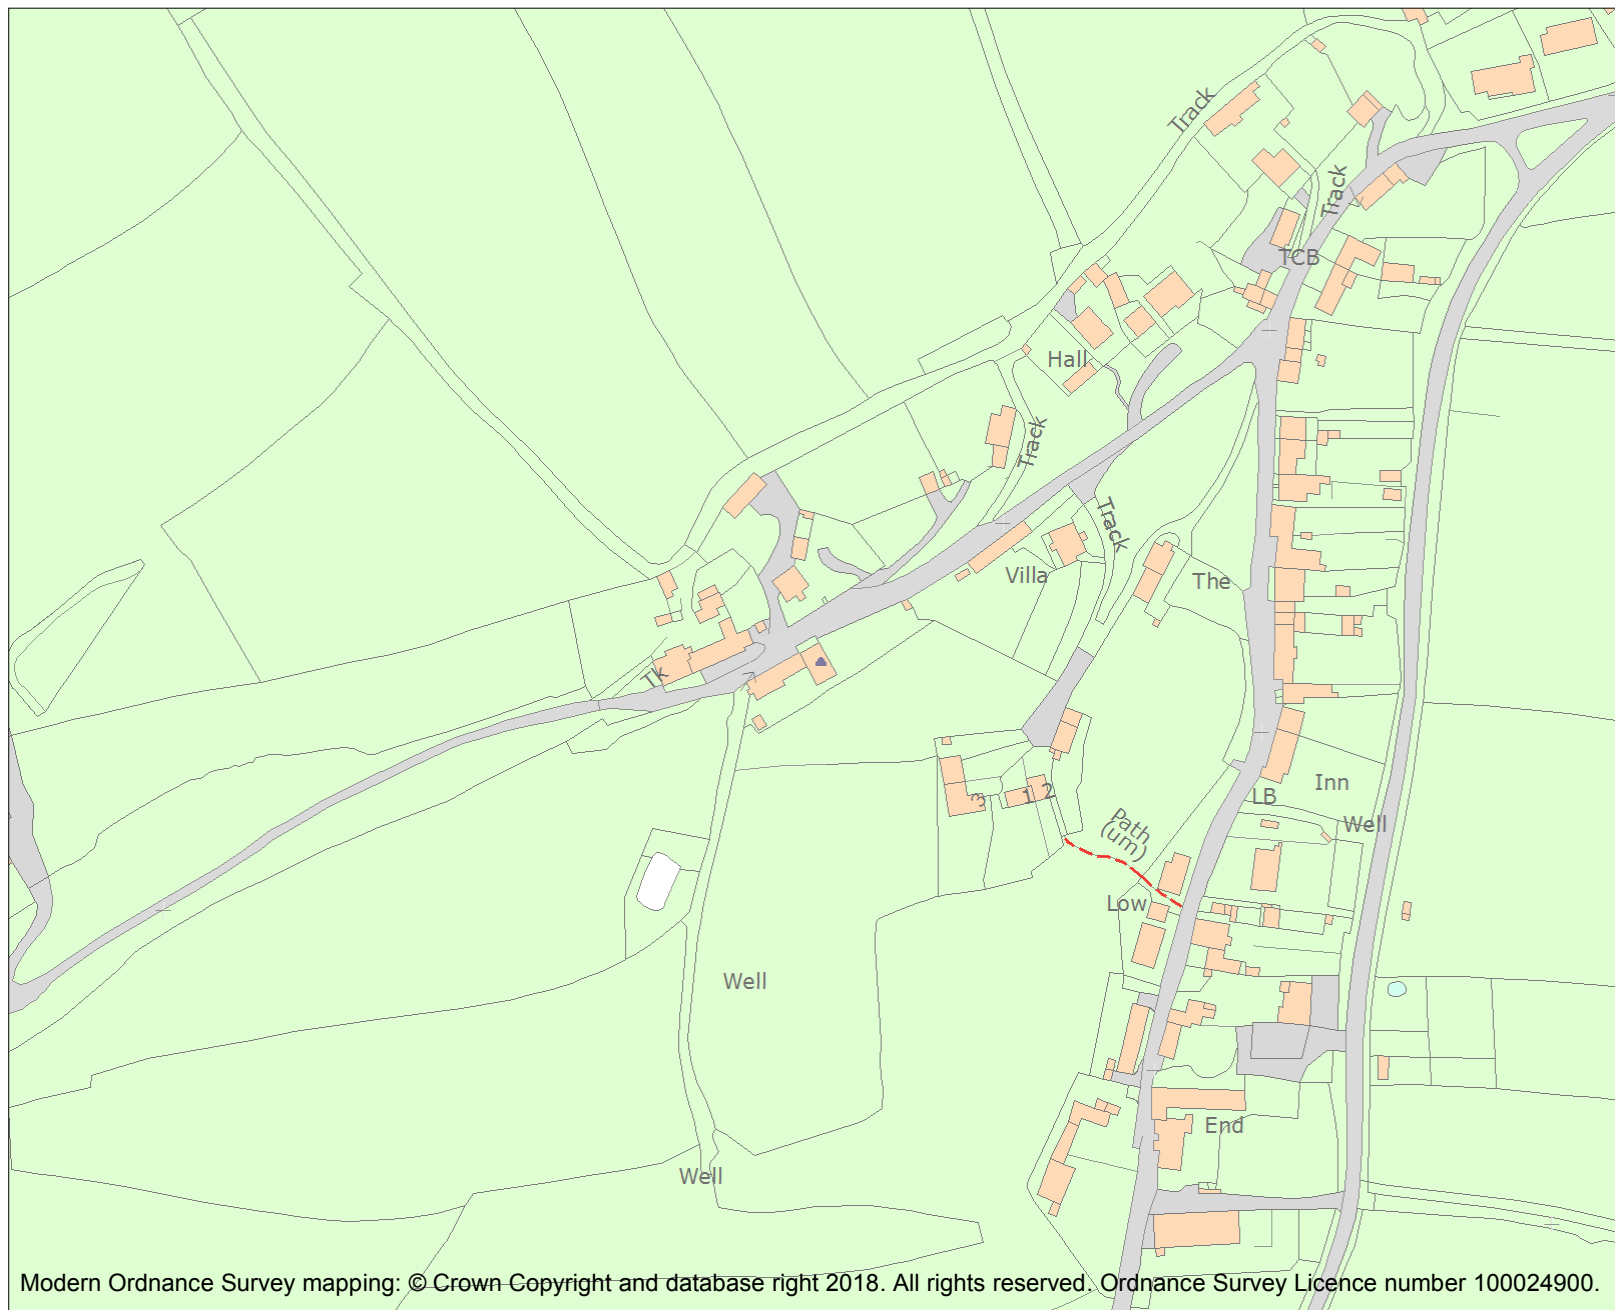 Track
Track
TCB
Hall
Track
Track
Villa
The
Tk
Inn
3
1
2
LB
Path
(um)
Well
Low
Well
End
Well
Modern Ordnance Survey mapping: © Crown Copyright and database right 2018. All rights reserved. Ordnance Survey Licence number 100024900.